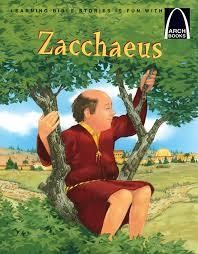 LEARNING BIBLE STORIES IS FUN WITH
ARCH
BOOKS
Zacchaeus